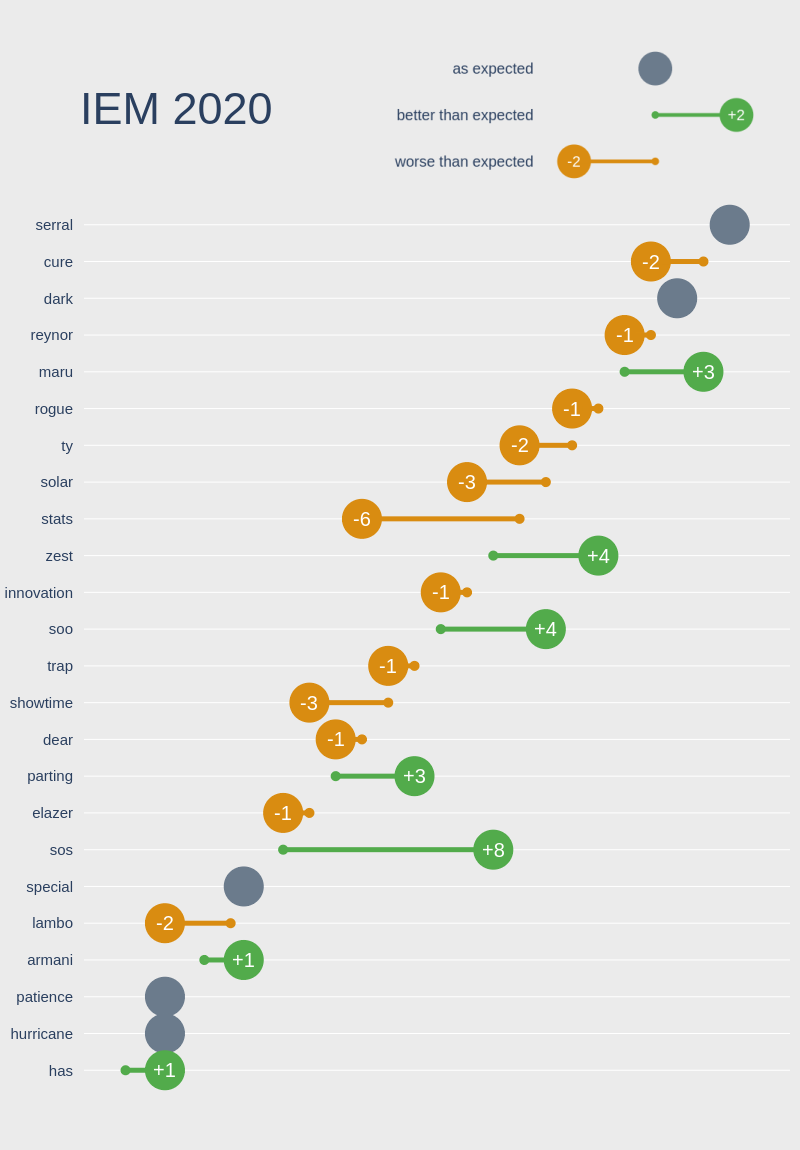 IEM 2020
as expected
better than expected +2
worse than expected -2
serral
cure -2
dark
reynor -1
maru +3
rogue -1
ty -2
solar -3
stats -6
zest +4
innovation -1
soo +4
trap -1
showtime -3
dear -1
parting +3
elazer -1
sos +8
special
lambo -2
armani +1
patience
hurricane
has +1